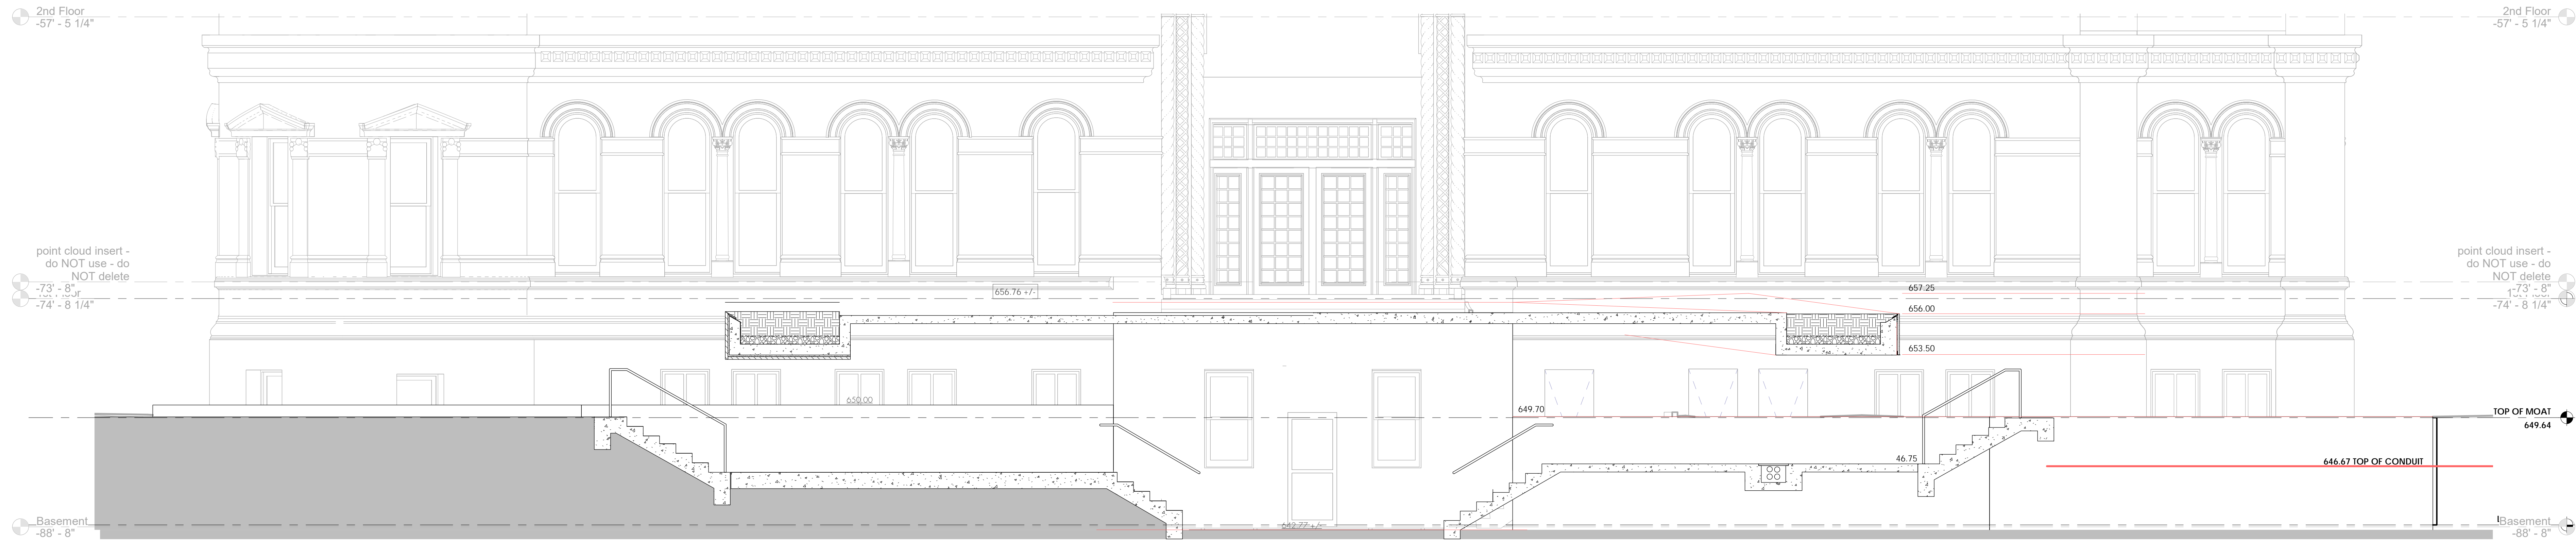 2nd Floor
-57' - 5 1/4"
2nd Floor
-57' - 5 1/4"
point cloud insert -
do NOT use - do
NOT delete
-73' - 8"
-74' - 8 1/4"
point cloud insert -
do NOT use - do
NOT delete
-73' - 8"
-74' - 8 1/4"
656.76 +/-
657.25
656.00
653.50
650.00
649.70
TOP OF MOAT
649.64
46.75
646.67 TOP OF CONDUIT
642.77 +/-
Basement
-88' - 8"
Basement
-88' - 8"